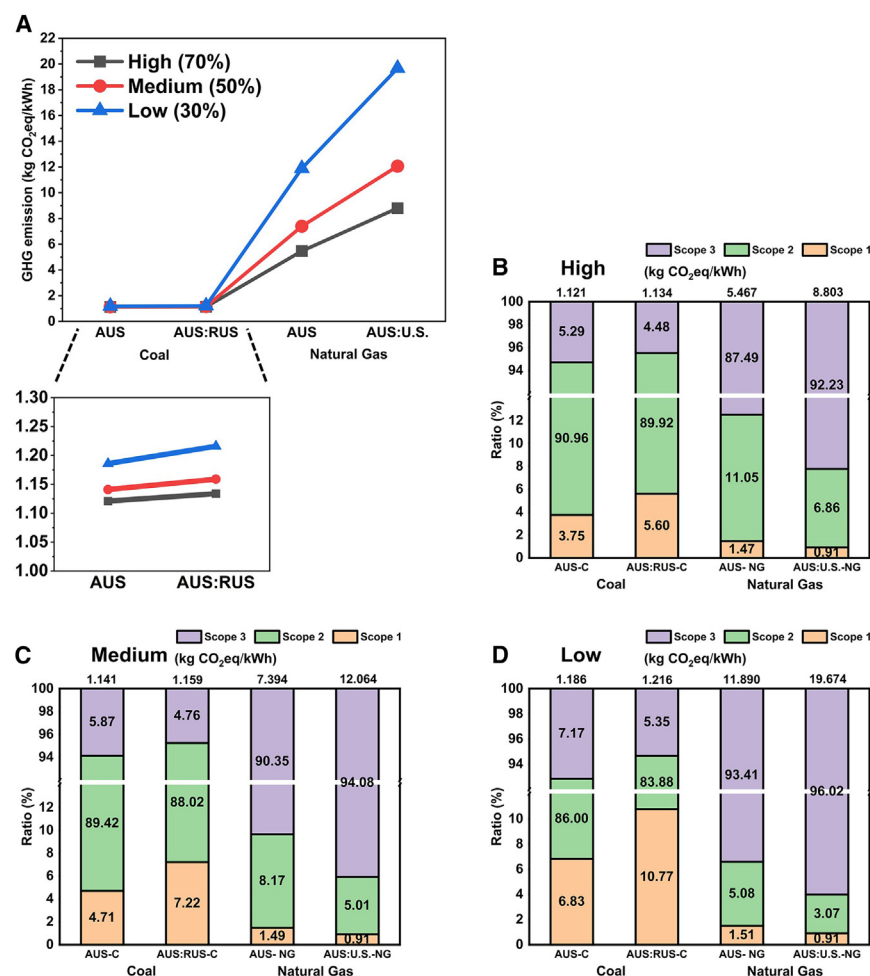 A
GHG emission (kg CO₂eq/kWh)
22
20
18
16
14
12
10
8
6
4
2
0
High (70%)
Medium (50%)
Low (30%)
AUS
AUS:RUS
AUS
AUS:U.S.
Coal
Natural Gas
1.30
1.25
1.20
1.15
1.10
1.05
1.00
AUS
AUS:RUS
B
High
Scope 3 Scope 2 Scope 1
(kg CO₂eq/kWh)
1.121 1.134 5.467 8.803
Ratio (%)
100
98
96
94
12
10
8
6
4
2
0
5.29 4.48 87.49 92.23
90.96 89.92 11.05 6.86
3.75 5.60 1.47 0.91
AUS-C AUS:RUS-C AUS- NG AUS:U.S.-NG
Coal Natural Gas
C
Medium
Scope 3 Scope 2 Scope 1
(kg CO₂eq/kWh)
1.141 1.159 7.394 12.064
Ratio (%)
100
98
96
94
12
10
8
6
4
2
0
5.87 4.76 90.35 94.08
89.42 88.02 8.17 5.01
4.71 7.22 1.49 0.91
AUS-C AUS:RUS-C AUS- NG AUS:U.S.-NG
Coal Natural Gas
D
Low
Scope 3 Scope 2 Scope 1
(kg CO₂eq/kWh)
1.186 1.216 11.890 19.674
Ratio (%)
100
98
96
94
10
8
6
4
2
0
7.17 5.35 93.41 96.02
86.00 83.88 5.08 3.07
6.83 10.77 1.51 0.91
AUS-C AUS:RUS-C AUS- NG AUS:U.S.-NG
Coal Natural Gas